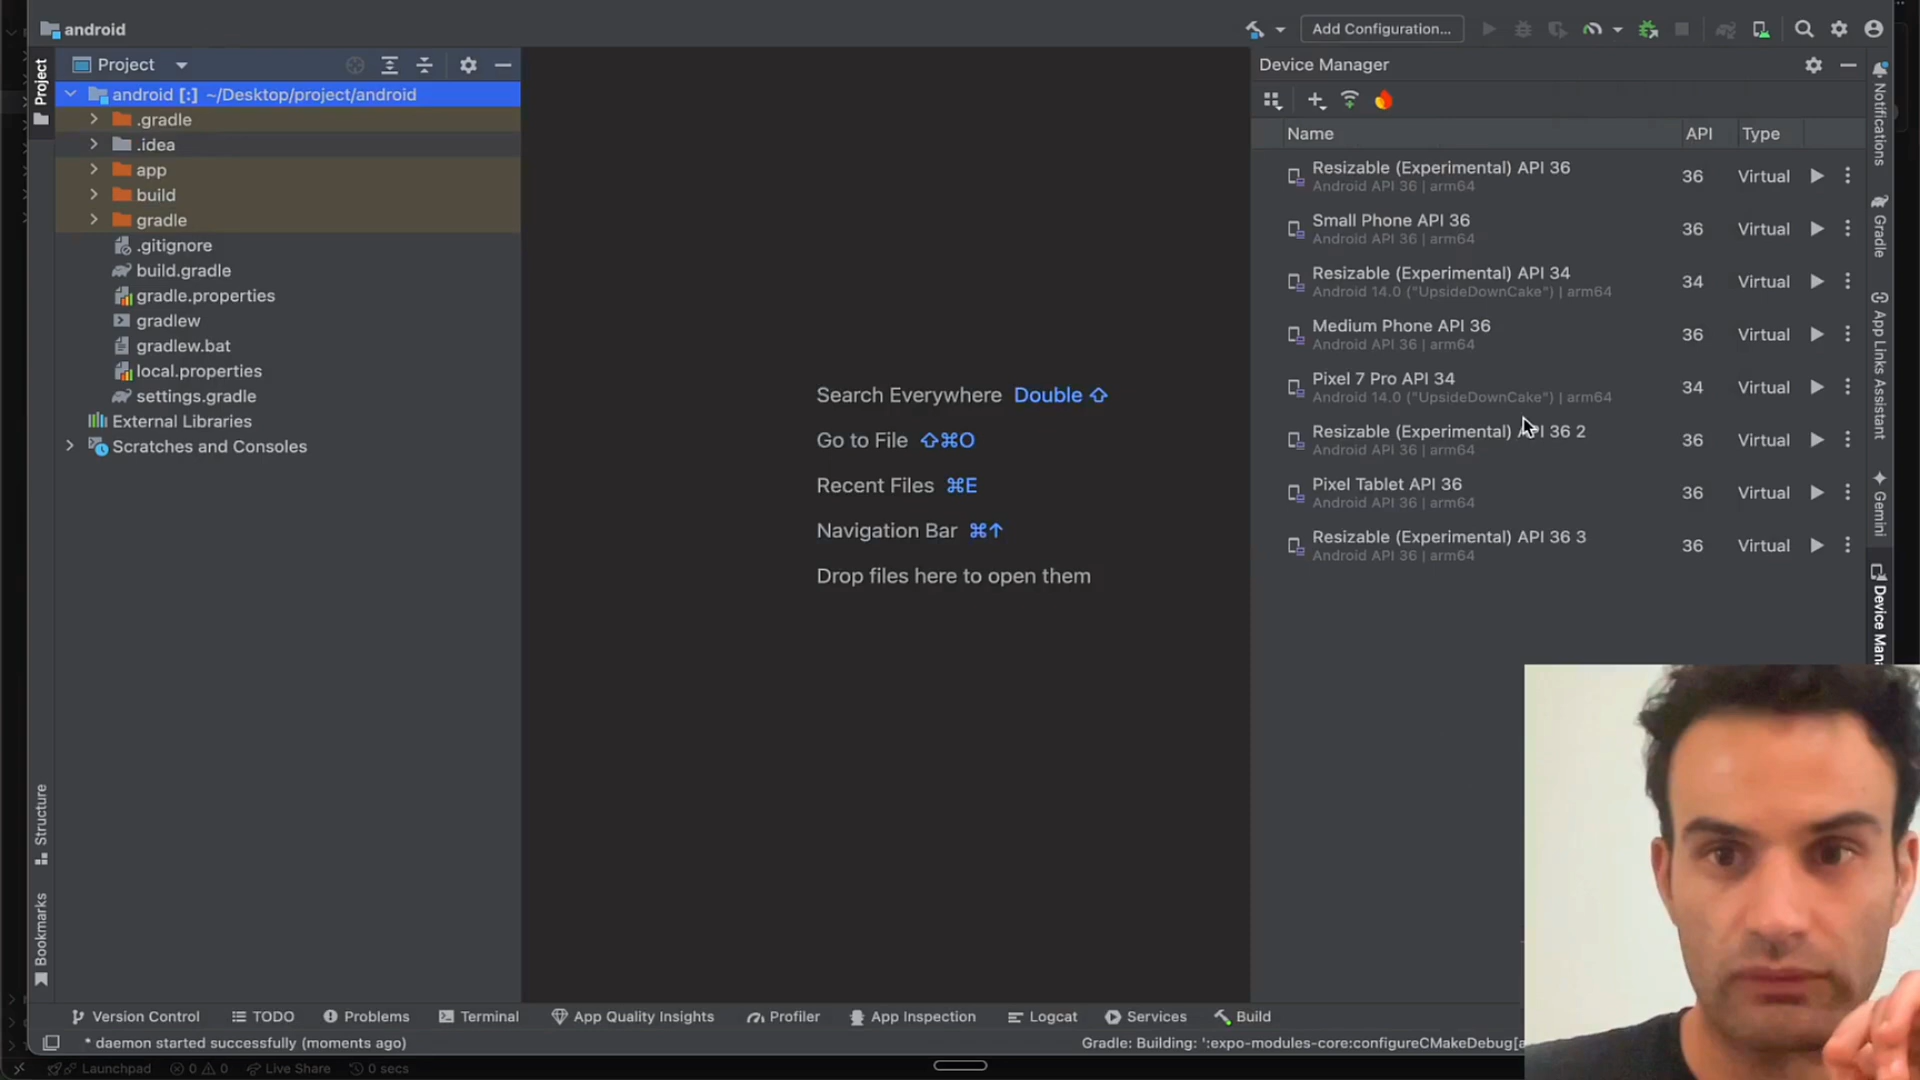 android
Add Configuration...
Project
Project
android [:] ~/Desktop/project/android
.gradle
.idea
app
build
gradle
.gitignore
build.gradle
gradle.properties
gradlew
gradlew.bat
local.properties
settings.gradle
External Libraries
Scratches and Consoles
Structure
Bookmarks
Search Everywhere Double ⇧
Go to File ⇧⌘O
Recent Files ⌘E
Navigation Bar ⌘↑
Drop files here to open them
Device Manager
Name API Type
Resizable (Experimental) API 36 36 Virtual
Android API 36 | arm64
Small Phone API 36 36 Virtual
Android API 36 | arm64
Resizable (Experimental) API 34 34 Virtual
Android 14.0 ("UpsideDownCake") | arm64
Medium Phone API 36 36 Virtual
Android API 36 | arm64
Pixel 7 Pro API 34 34 Virtual
Android 14.0 ("UpsideDownCake") | arm64
Resizable (Experimental) API 36 2 36 Virtual
Android API 36 | arm64
Pixel Tablet API 36 36 Virtual
Android API 36 | arm64
Resizable (Experimental) API 36 3 36 Virtual
Android API 36 | arm64
Notifications
Gradle
App Links Assistant
Gemini
Device Man
Version Control TODO Problems Terminal App Quality Insights Profiler App Inspection Logcat Services Build
* daemon started successfully (moments ago) Gradle: Building: ':expo-modules-core:configureCMakeDebug[a
Launchpad 0 0 Live Share 0 secs